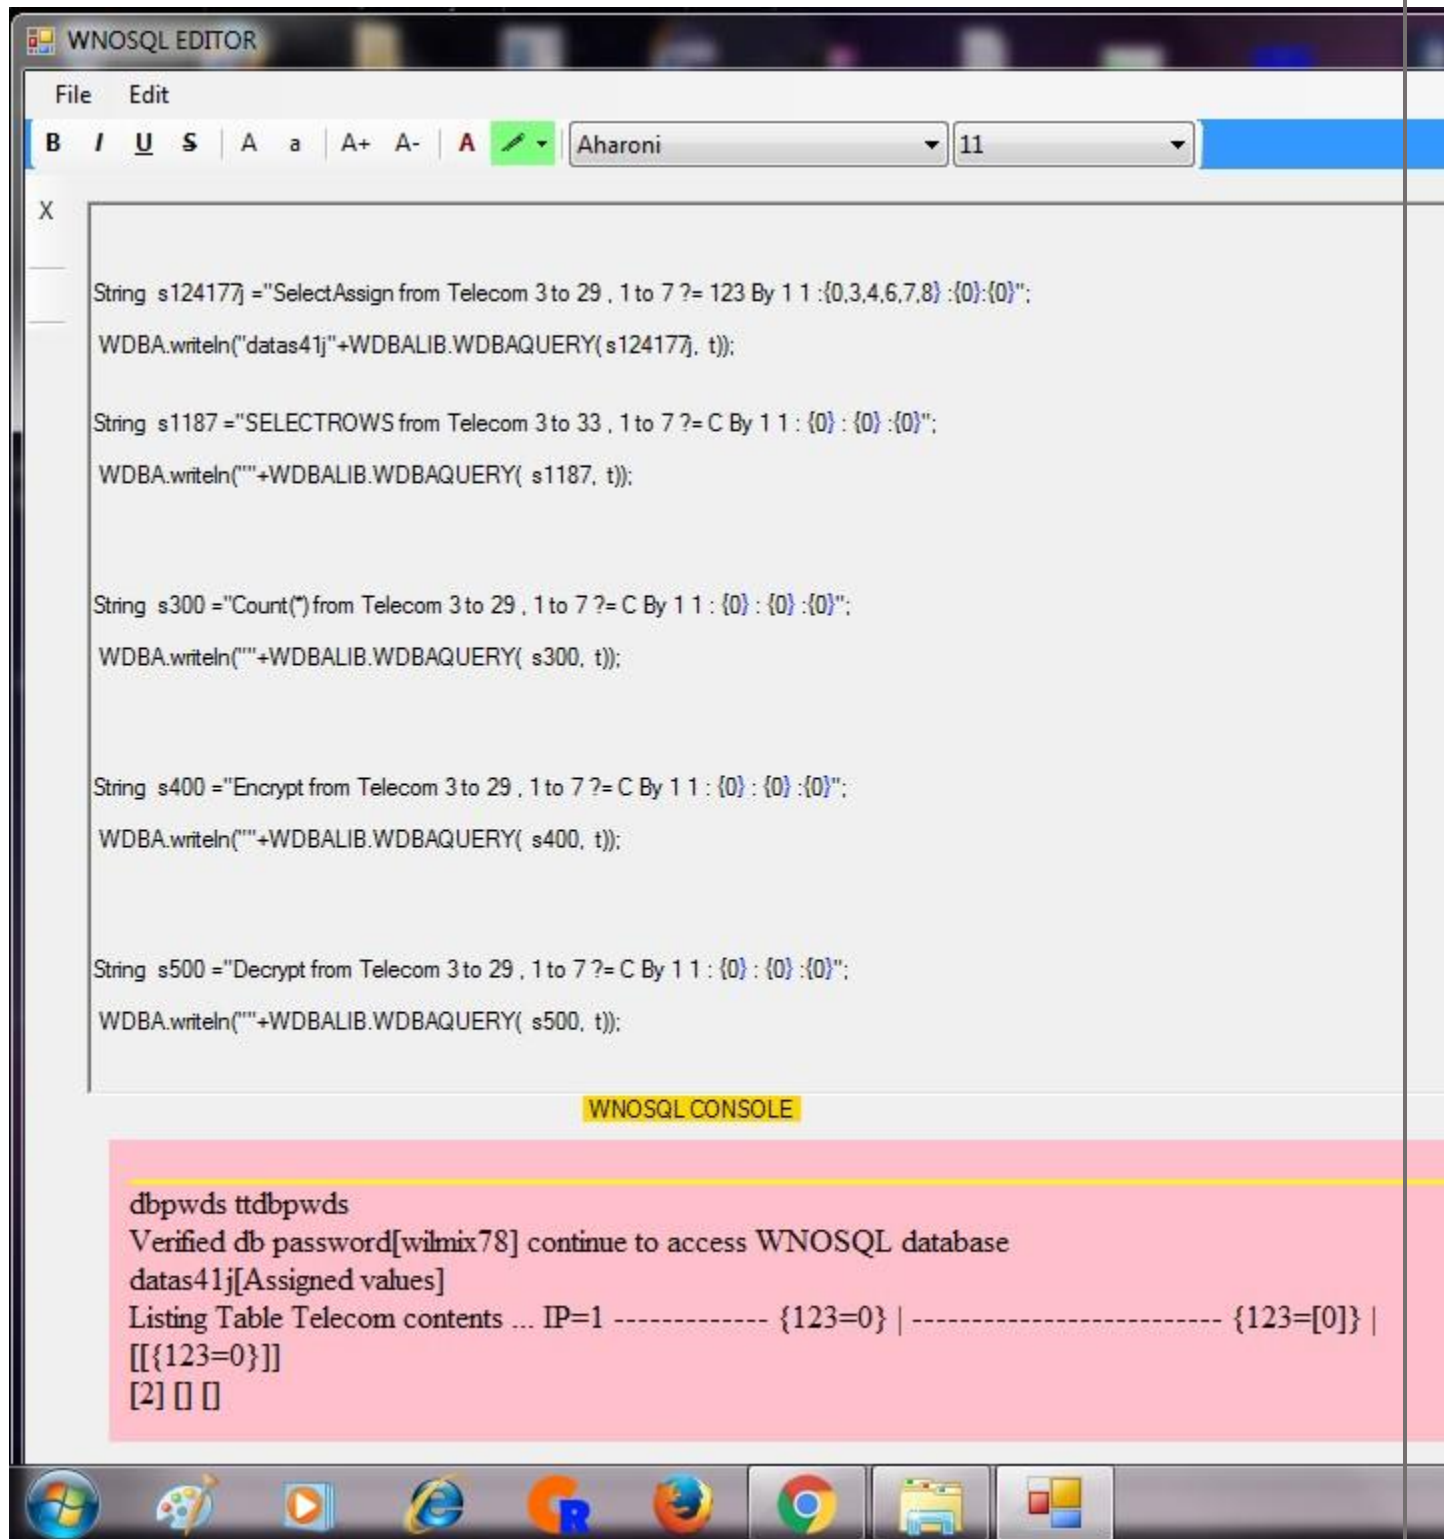 WNOSQL EDITOR
File Edit
B I U S A a A+ A- A Aharoni 11
X
String s124177j ="SelectAssign from Telecom 3 to 29 , 1 to 7 ?= 123 By 1 1 :{0,3,4,6,7,8} :{0}:{0}";
WDBA.writeln("datas41j"+WDBALIB.WDBAQUERY( s124177j, t));
String s1187 ="SELECTROWS from Telecom 3 to 33 , 1 to 7 ?= C By 1 1 : {0} : {0} :{0}";
WDBA.writeln(""+WDBALIB.WDBAQUERY( s1187, t));
String s300 ="Count(*) from Telecom 3 to 29 , 1 to 7 ?= C By 1 1 : {0} : {0} :{0}";
WDBA.writeln(""+WDBALIB.WDBAQUERY( s300, t));
String s400 ="Encrypt from Telecom 3 to 29 , 1 to 7 ?= C By 1 1 : {0} : {0} :{0}";
WDBA.writeln(""+WDBALIB.WDBAQUERY( s400, t));
String s500 ="Decrypt from Telecom 3 to 29 , 1 to 7 ?= C By 1 1 : {0} : {0} :{0}";
WDBA.writeln(""+WDBALIB.WDBAQUERY( s500, t));
WNOSQL CONSOLE
dbpwds ttdbpwds
Verified db password[wilmix78] continue to access WNOSQL database
datas41j[Assigned values]
Listing Table Telecom contents ... IP=1 ------------- {123=0} | -------------------------- {123=[0]} |
[[{123=0}]]
[2] [] []
R